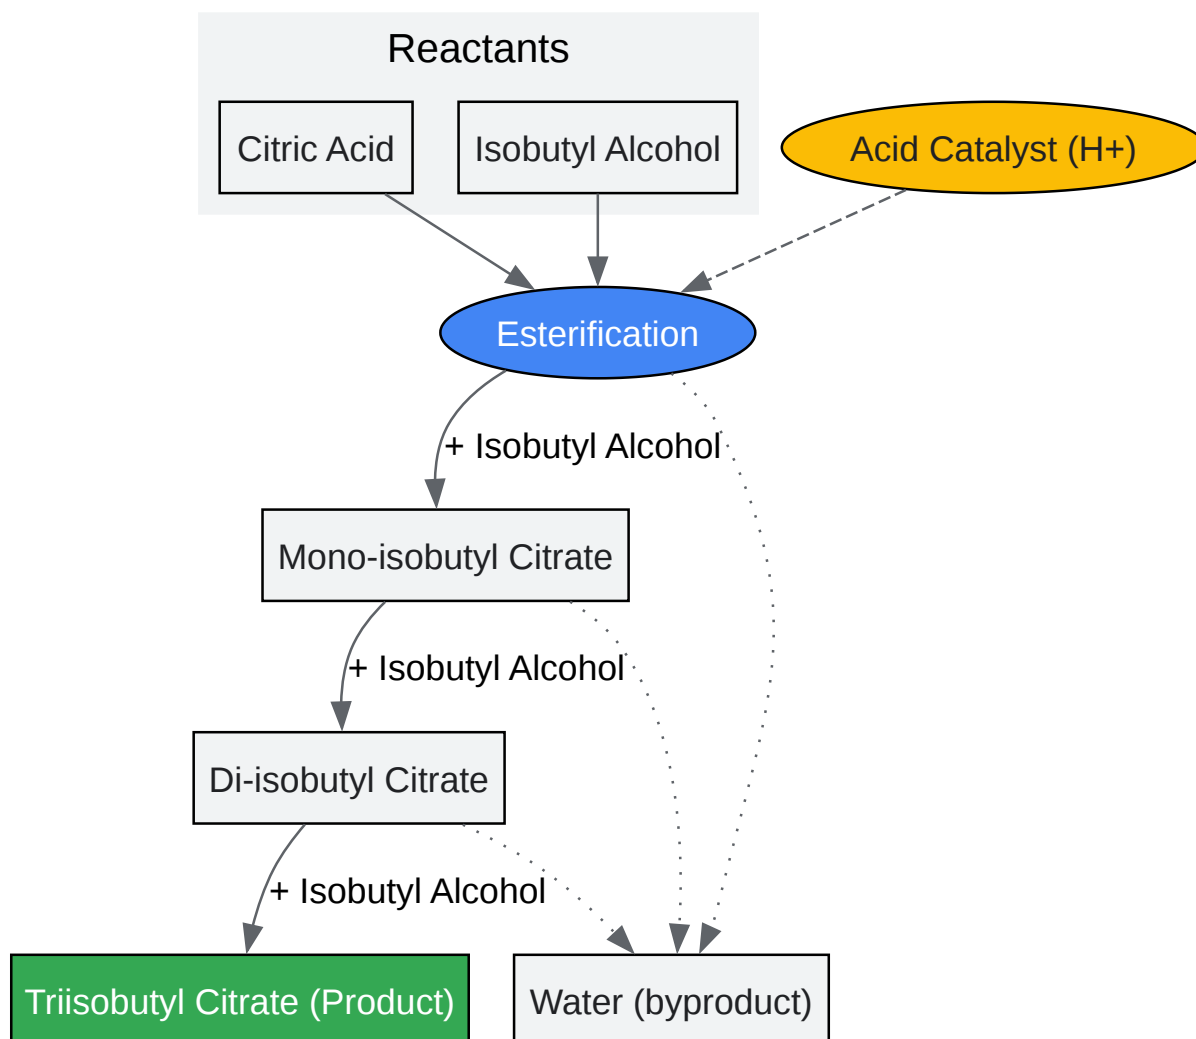 Reactants
Citric Acid
Isobutyl Alcohol
Acid Catalyst (H+)
Esterification
+ Isobutyl Alcohol
Mono-isobutyl Citrate
+ Isobutyl Alcohol
Di-isobutyl Citrate
+ Isobutyl Alcohol
Triisobutyl Citrate (Product)
Water (byproduct)